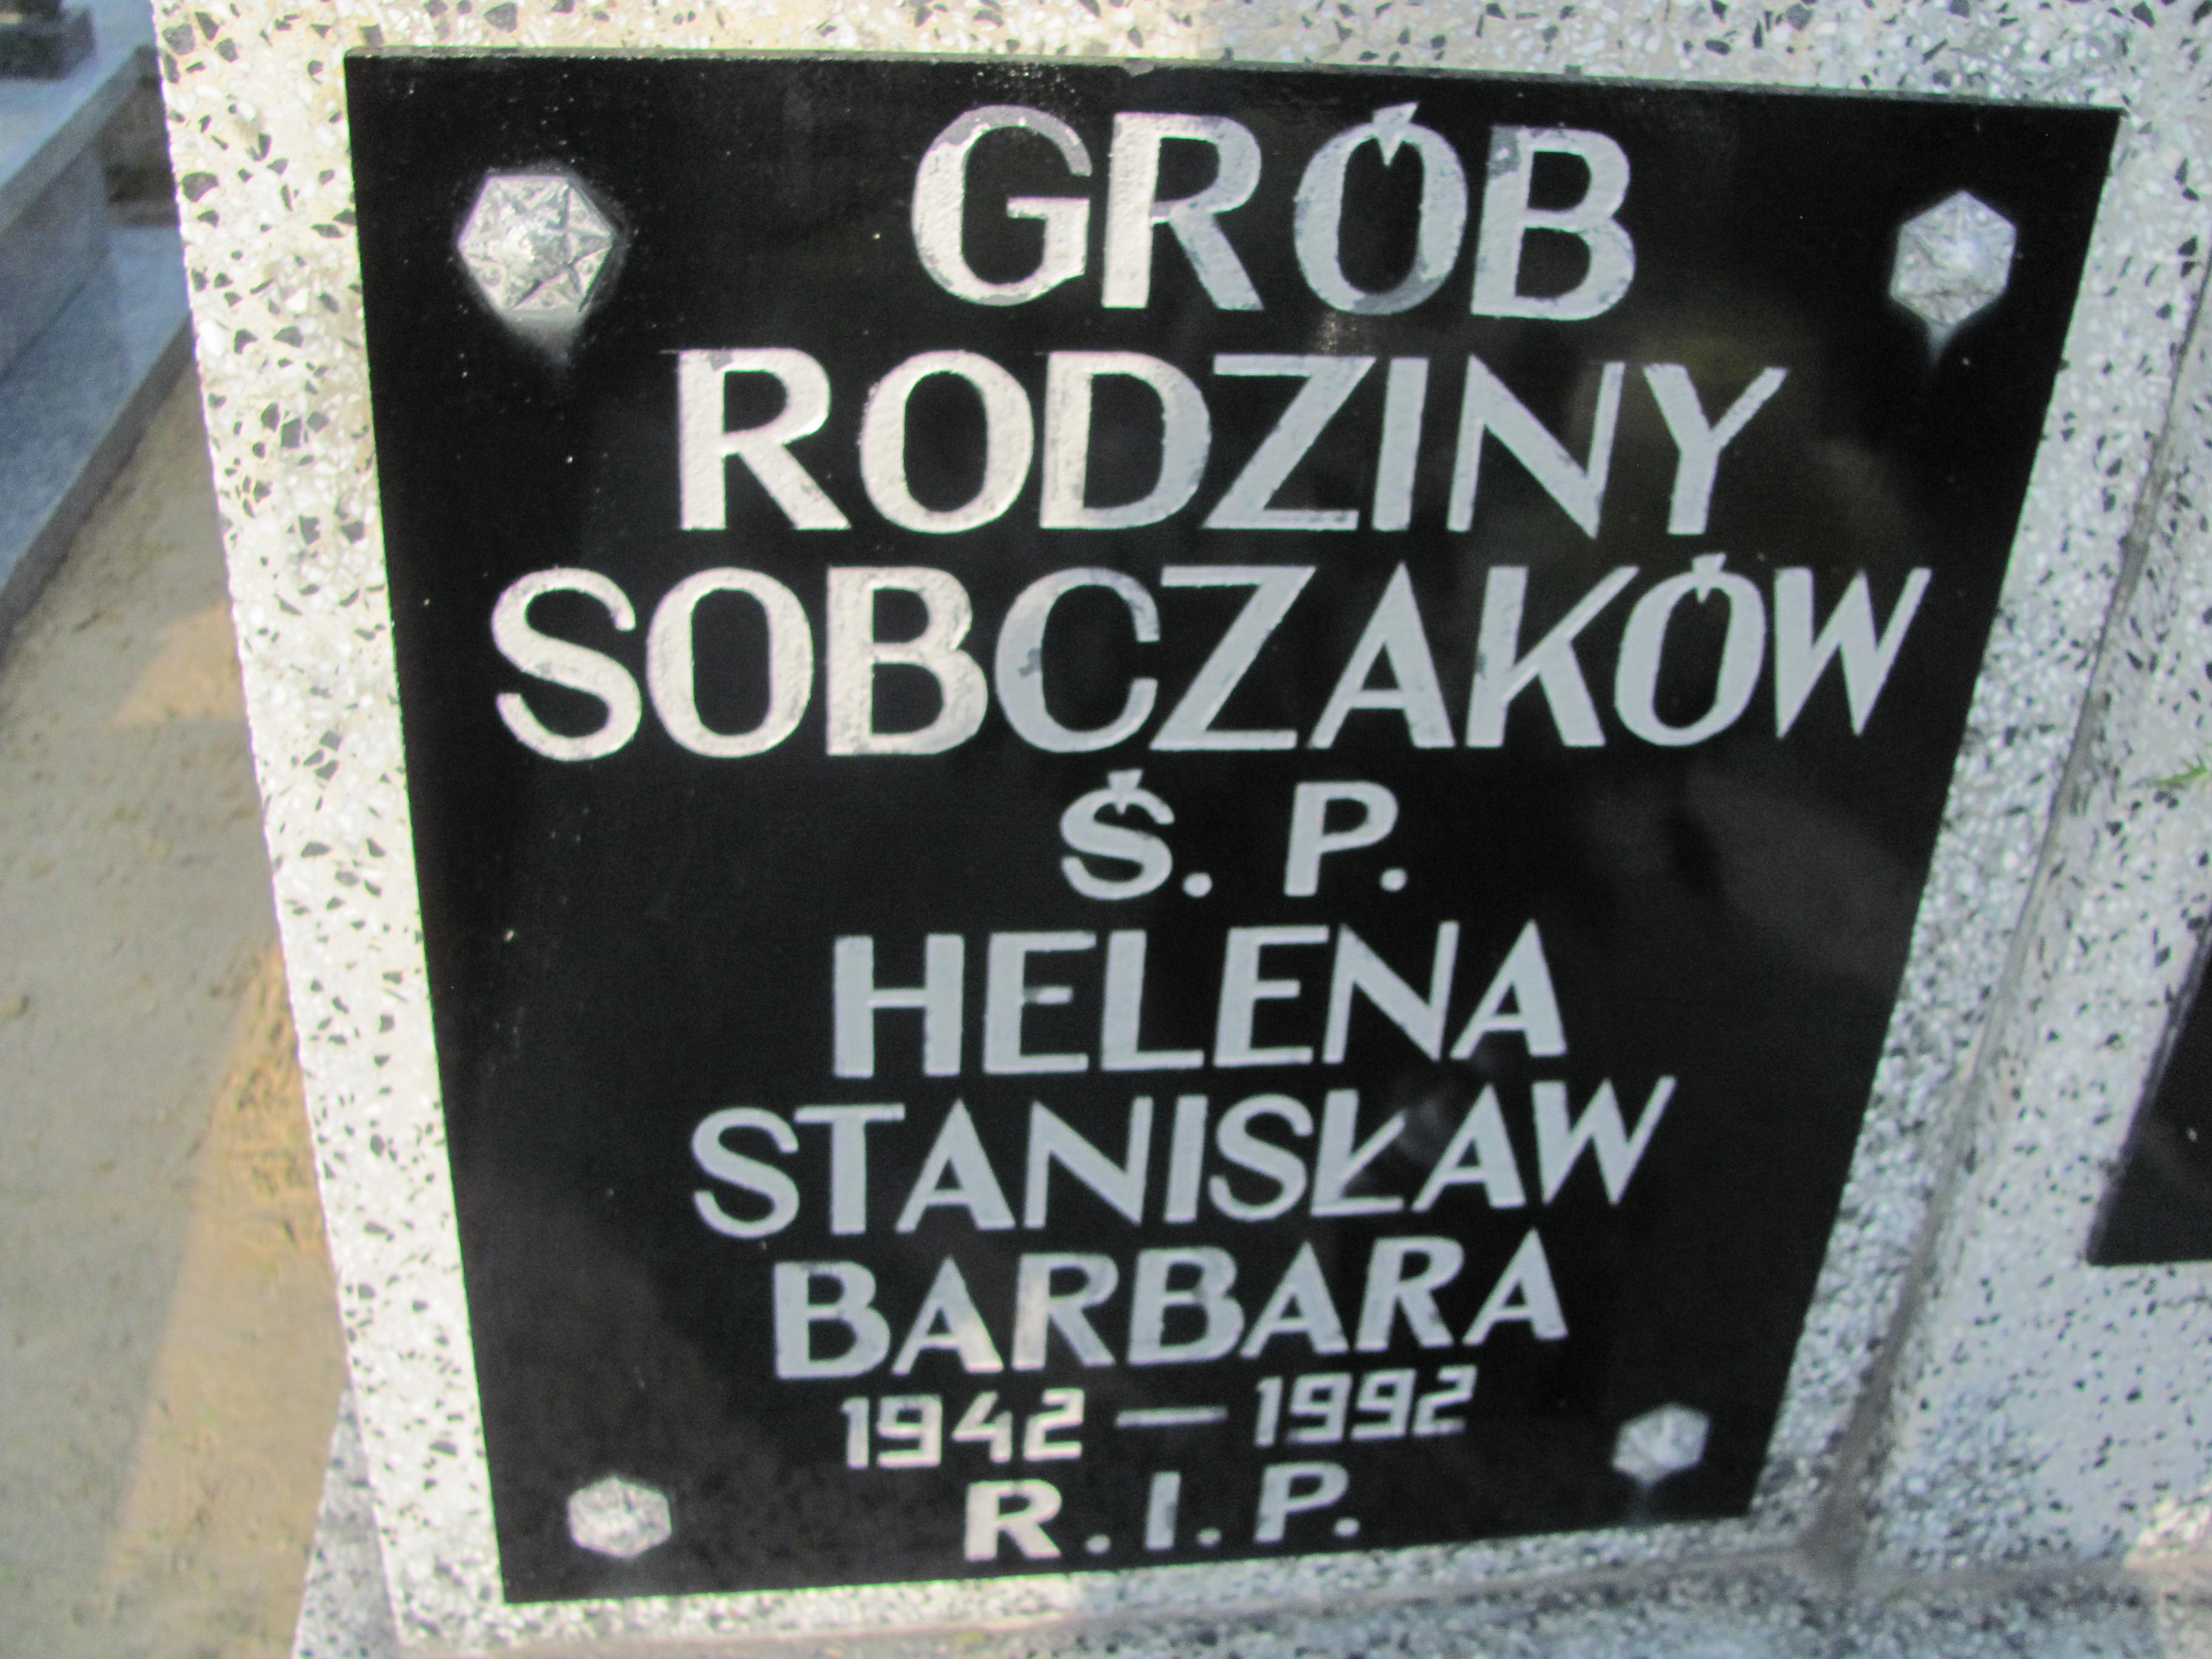 GRÓB
RODZINY
SOBCZAKÓW
Ś. P.
HELENA
STANISŁAW
BARBARA
1942 — 1992
R.I.P.